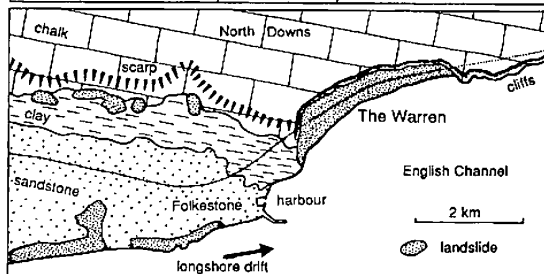 chalk
North Downs
scarp
cliffs
clay
The Warren
English Channel
sandstone
Folkestone
harbour
2 km
landslide
longshore drift